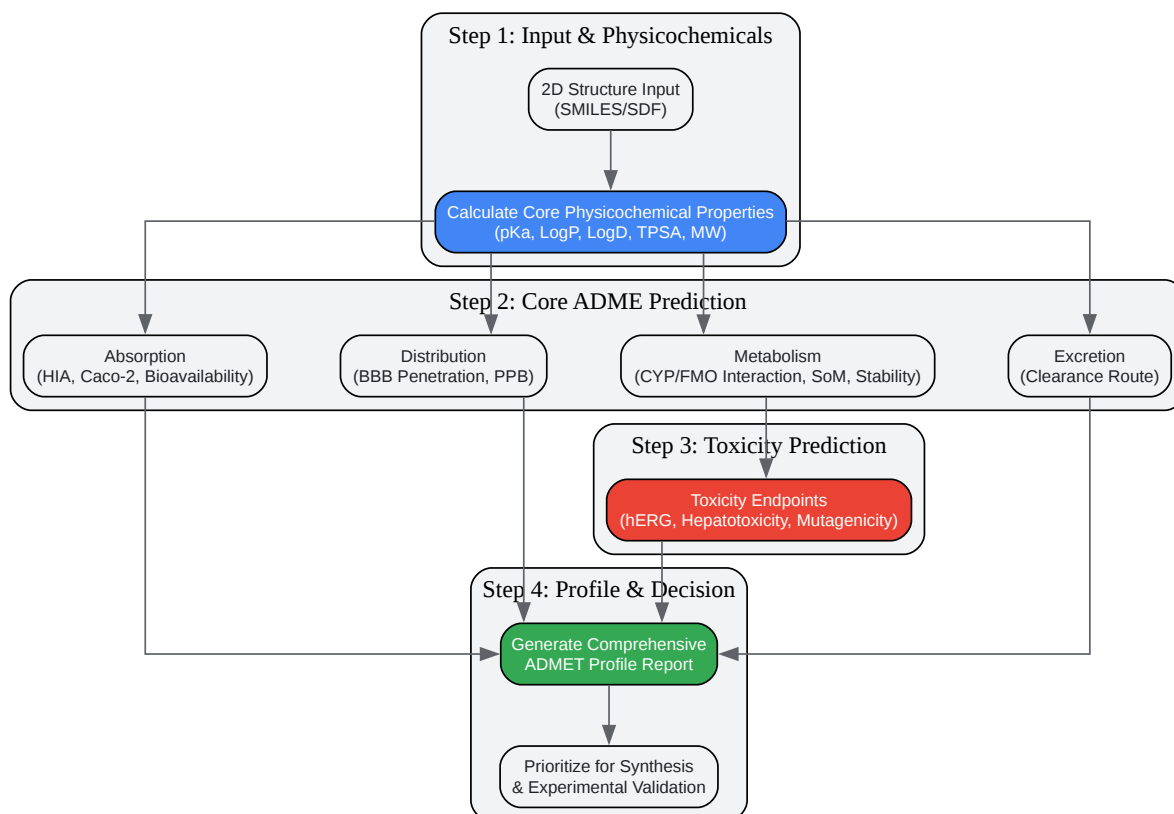 Step 1: Input & Physicochemicals
2D Structure Input
(SMILES/SDF)
Calculate Core Physicochemical Properties
(pKa, LogP, LogD, TPSA, MW)
Step 2: Core ADME Prediction
Absorption
(HIA, Caco-2, Bioavailability)
Distribution
(BBB Penetration, PPB)
Metabolism
(CYP/FMO Interaction, SoM, Stability)
Excretion
(Clearance Route)
Step 3: Toxicity Prediction
Toxicity Endpoints
(hERG, Hepatotoxicity, Mutagenicity)
Step 4: Profile & Decision
Generate Comprehensive
ADMET Profile Report
Prioritize for Synthesis
& Experimental Validation